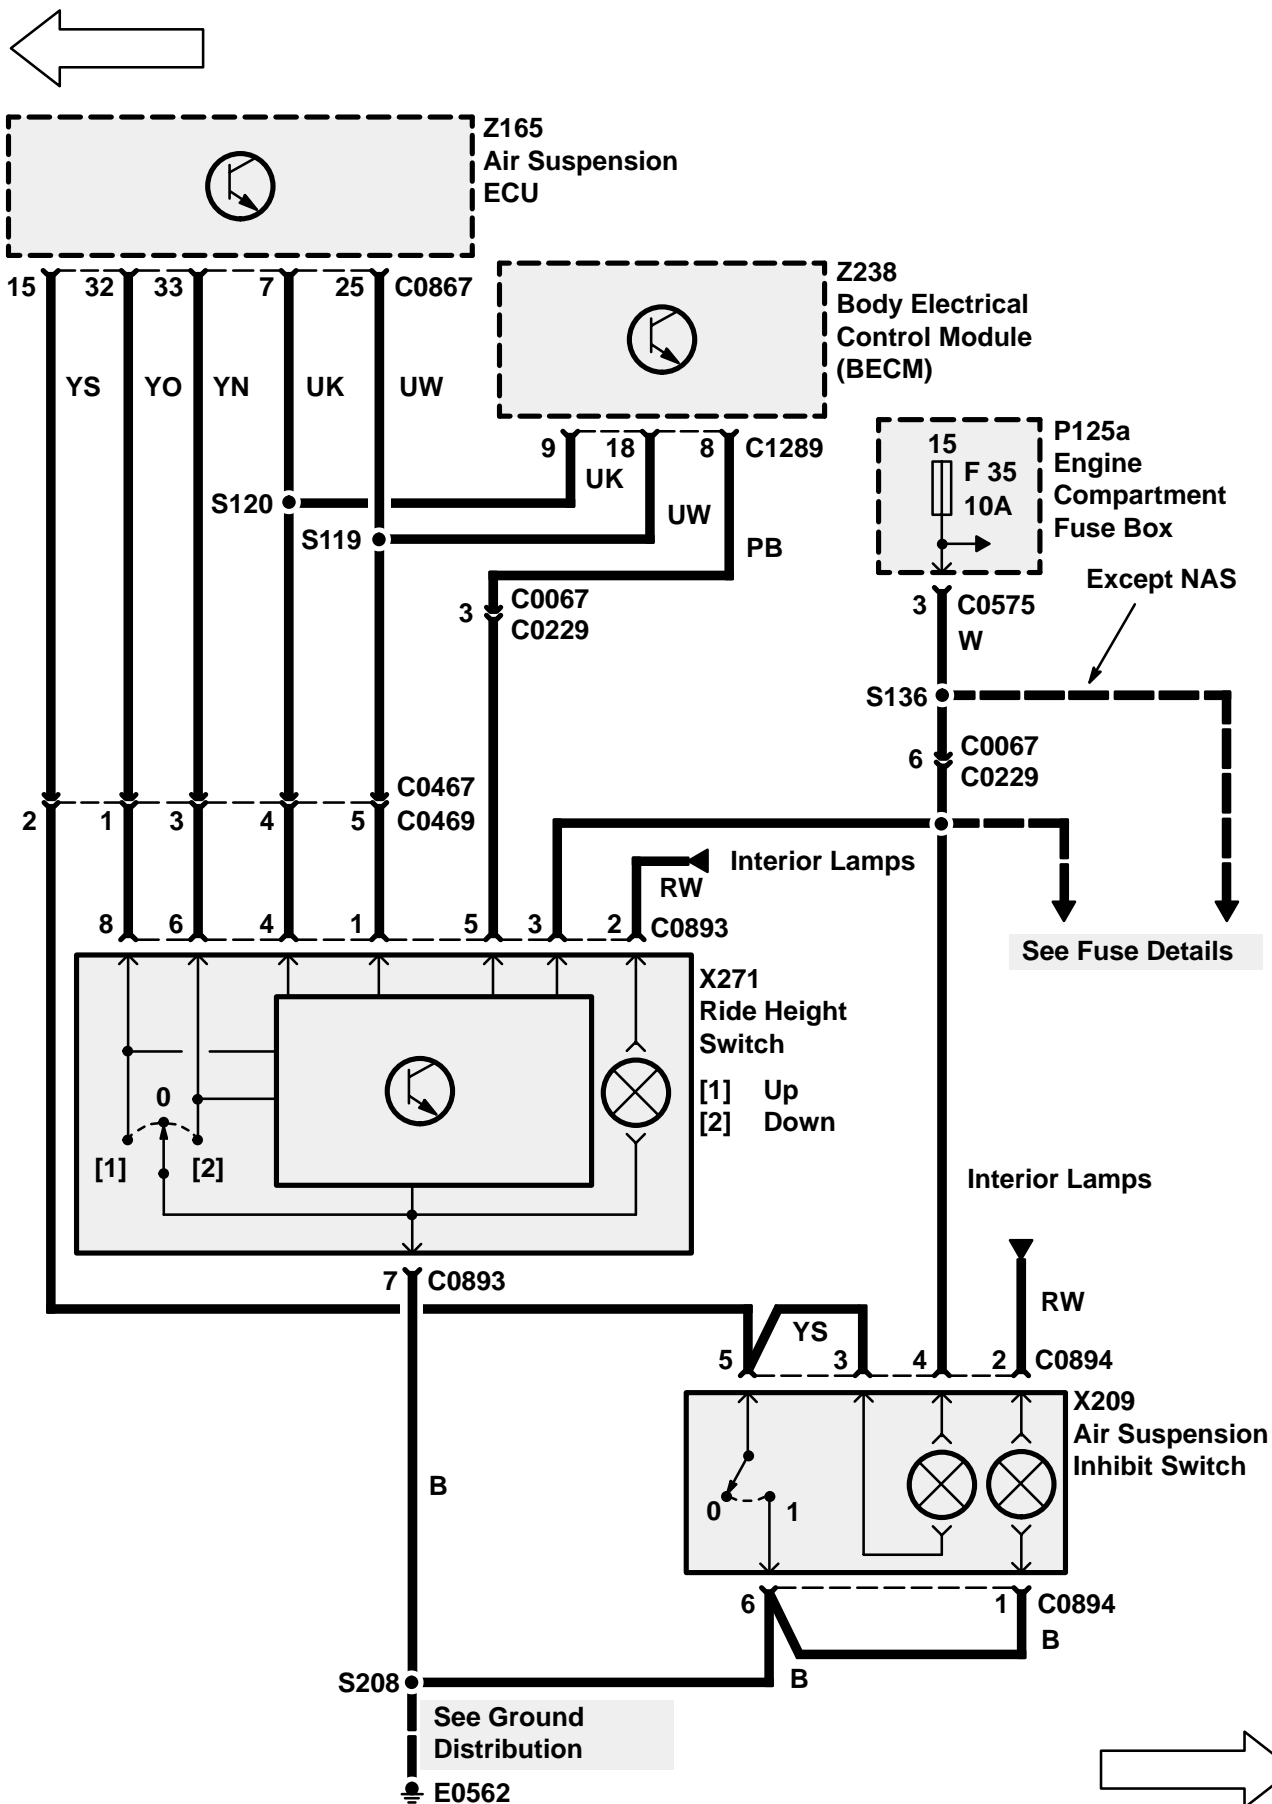 Z165
Air Suspension
ECU
15 32 33 7 25 C0867
Z238
Body Electrical
Control Module
(BECM)
YS YO YN UK UW
9 18 8 C1289
UK
UW
PB
S120
S119
P125a
Engine
Compartment
Fuse Box
15
F 35
10A
Except NAS
3 C0575
W
3 C0067
C0229
S136
6 C0067
C0229
C0467
2 1 3 4 5 C0469
Interior Lamps
RW
8 6 4 1 5 3 2 C0893
See Fuse Details
X271
Ride Height
Switch
[1] Up
[2] Down
0
[1] [2]
Interior Lamps
7 C0893
RW
YS
5 3 4 2 C0894
X209
Air Suspension
Inhibit Switch
0 1
B
6 1 C0894
B
B
S208
See Ground
Distribution
E0562